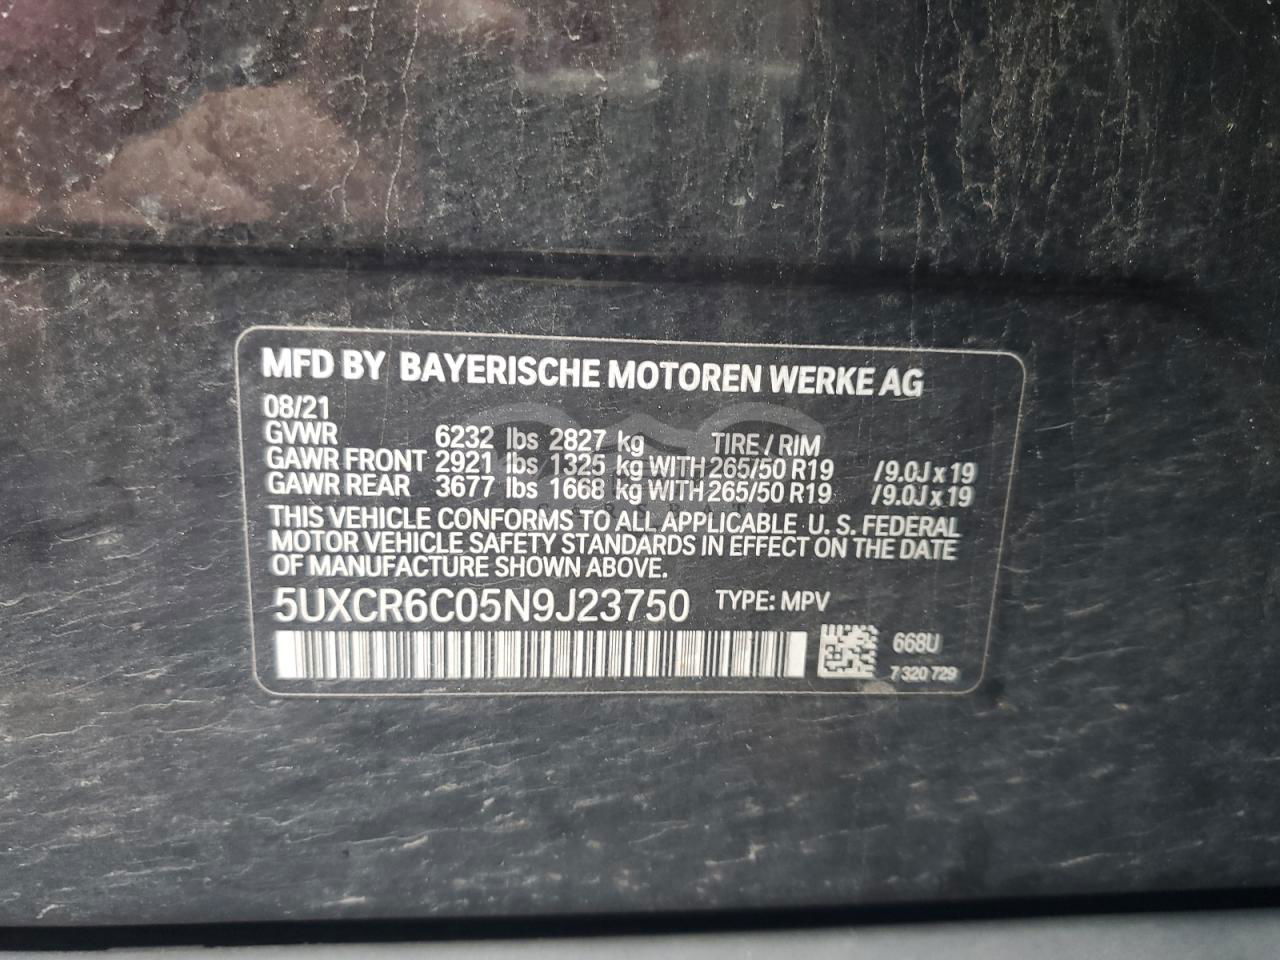 MFD BY BAYERISCHE MOTOREN WERKE AG
08/21
GVWR 6232 lbs 2827 kg TIRE / RIM
GAWR FRONT 2921 lbs 1325 kg WITH 265/50 R19 /9.0J x 19
GAWR REAR 3677 lbs 1668 kg WITH 265/50 R19 /9.0J x 19
THIS VEHICLE CONFORMS TO ALL APPLICABLE U. S. FEDERAL
MOTOR VEHICLE SAFETY STANDARDS IN EFFECT ON THE DATE
OF MANUFACTURE SHOWN ABOVE.
5UXCR6C05N9J23750 TYPE: MPV
668U
7 320 729